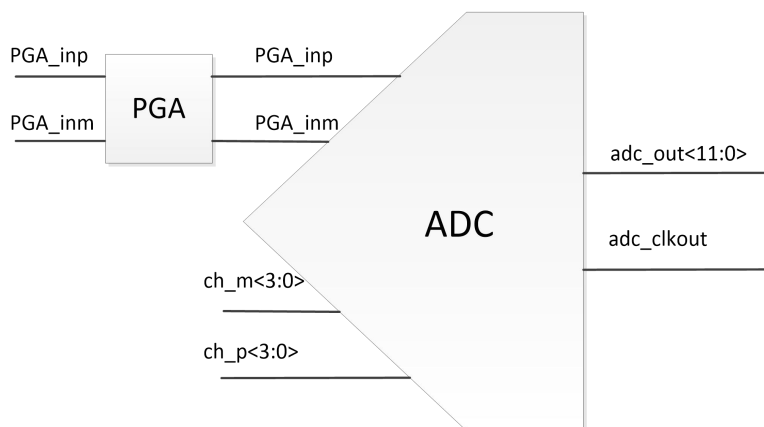 PGA_inp
PGA_inp
PGA
PGA_inm
PGA_inm
adc_out<11:0>
ADC
adc_clkout
ch_m<3:0>
ch_p<3:0>